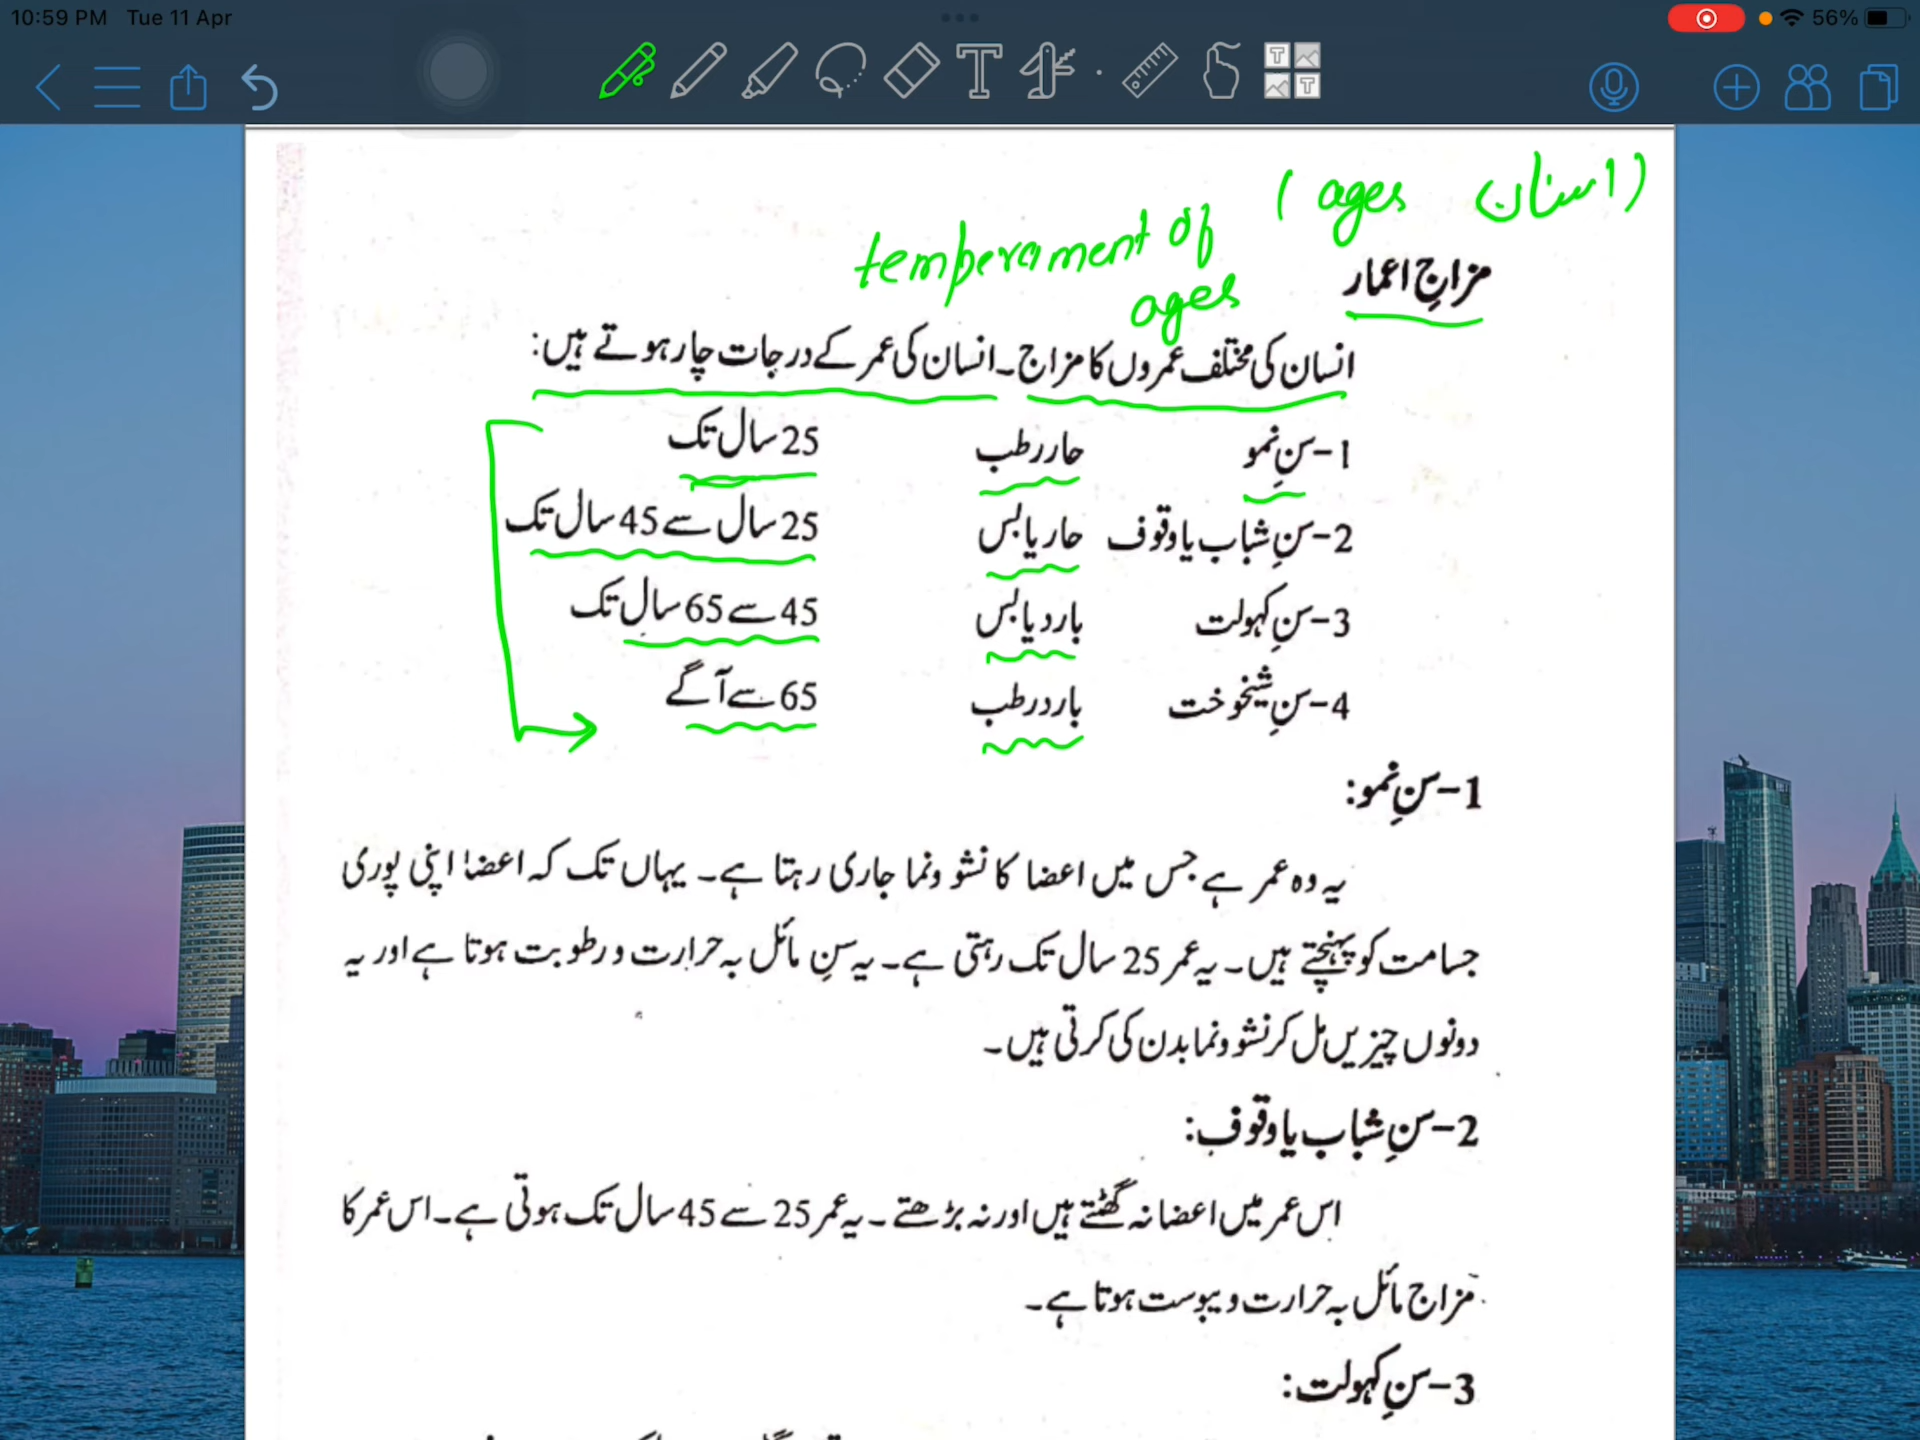 10:59 PM Tue 11 Apr
56%
( ages اسنان )
temperament of
ages
مزاجِ اعمار
انسان کی مختلف عمروں کا مزاج۔ انسان کی عمر کے درجات چار ہوتے ہیں:
1- سنِ نمو حار رطب 25 سال تک
2- سنِ شباب یا وقوف حار یابس 25 سال سے 45 سال تک
3- سنِ کہولت بارد یابس 45 سے 65 سال تک
4- سنِ شیخوخت بارد رطب 65 سے آگے
1- سنِ نمو:
یہ وہ عمر ہے جس میں اعضا کا نشو و نما جاری رہتا ہے۔ یہاں تک کہ اعضا اپنی پوری
جسامت کو پہنچتے ہیں۔ یہ عمر 25 سال تک رہتی ہے۔ یہ سنِ مائل بہ حرارت و رطوبت ہوتا ہے اور یہ
دونوں چیزیں مل کر نشو و نما بدن کی کرتی ہیں۔
2- سنِ شباب یا وقوف:
اس عمر میں اعضا نہ گھٹتے ہیں اور نہ بڑھتے۔ یہ عمر 25 سے 45 سال تک ہوتی ہے۔ اس عمر کا
مزاج مائل بہ حرارت و یبوست ہوتا ہے۔
3- سنِ کہولت: